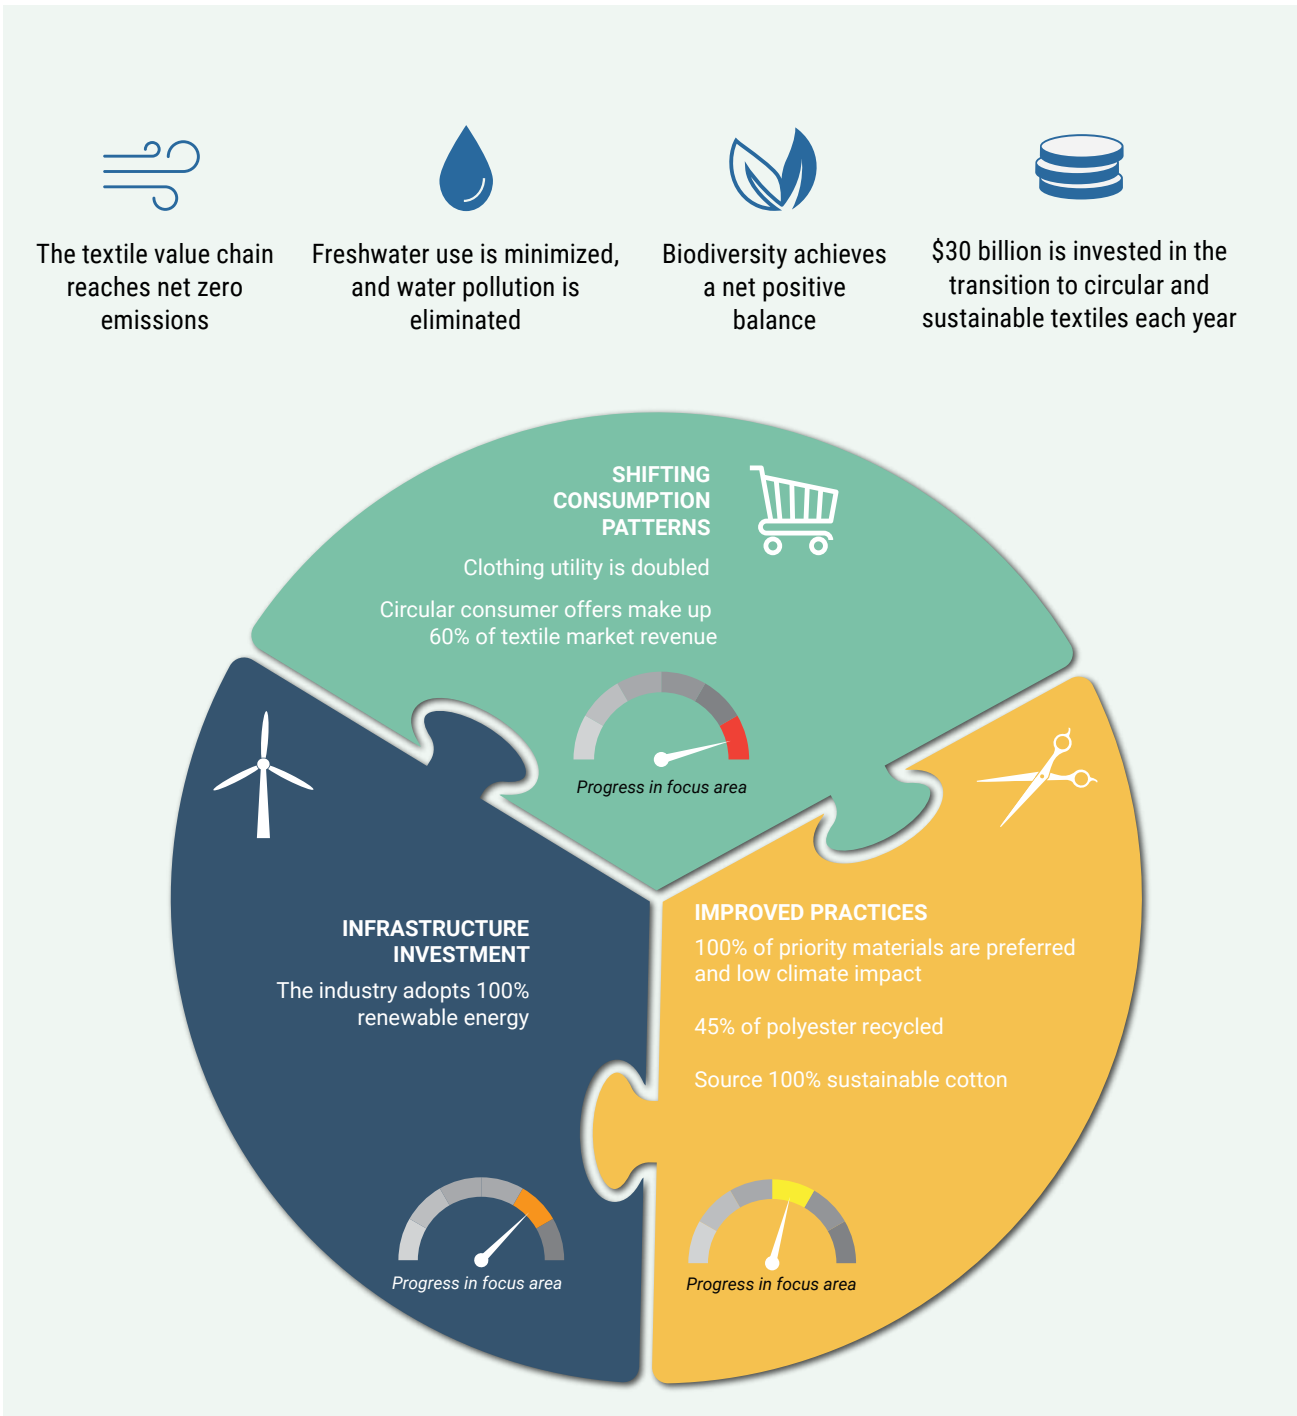 The textile value chain
reaches net zero
emissions
Freshwater use is minimized,
and water pollution is
eliminated
Biodiversity achieves
a net positive
balance
$30 billion is invested in the
transition to circular and
sustainable textiles each year
SHIFTING
CONSUMPTION
PATTERNS
Clothing utility is doubled
Circular consumer offers make up
60% of textile market revenue
Progress in focus area
INFRASTRUCTURE
INVESTMENT
The industry adopts 100%
renewable energy
Progress in focus area
IMPROVED PRACTICES
100% of priority materials are preferred
and low climate impact
45% of polyester recycled
Source 100% sustainable cotton
Progress in focus area